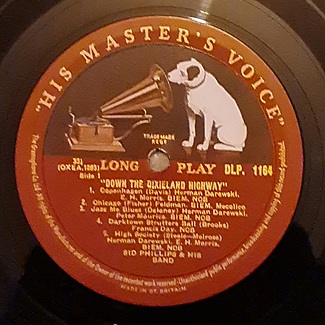 "HIS MASTER'S VOICE"
TRADE MARK
REGD
33⅓
(OXEA.1263)
LONG PLAY DLP. 1164
Side 1
"DOWN THE DIXIELAND HIGHWAY"
1. Copenhagen (Davis) Herman Darewski,
E. H. Morris. BIEM. NCB
2. Chicago (Fisher) Feldman. BIEM. Mecolico
3. Jazz Me Blues (Delaney) Herman Darewski,
Peter Maurice. BIEM. NCB
4. Darktown Strutters Ball (Brooks)
Francis Day. NCB
5. High Society (Steele—Melrose)
Herman Darewski. E. H. Morris.
BIEM. NCB
SID PHILLIPS & HIS
BAND
MADE IN GT. BRITAIN